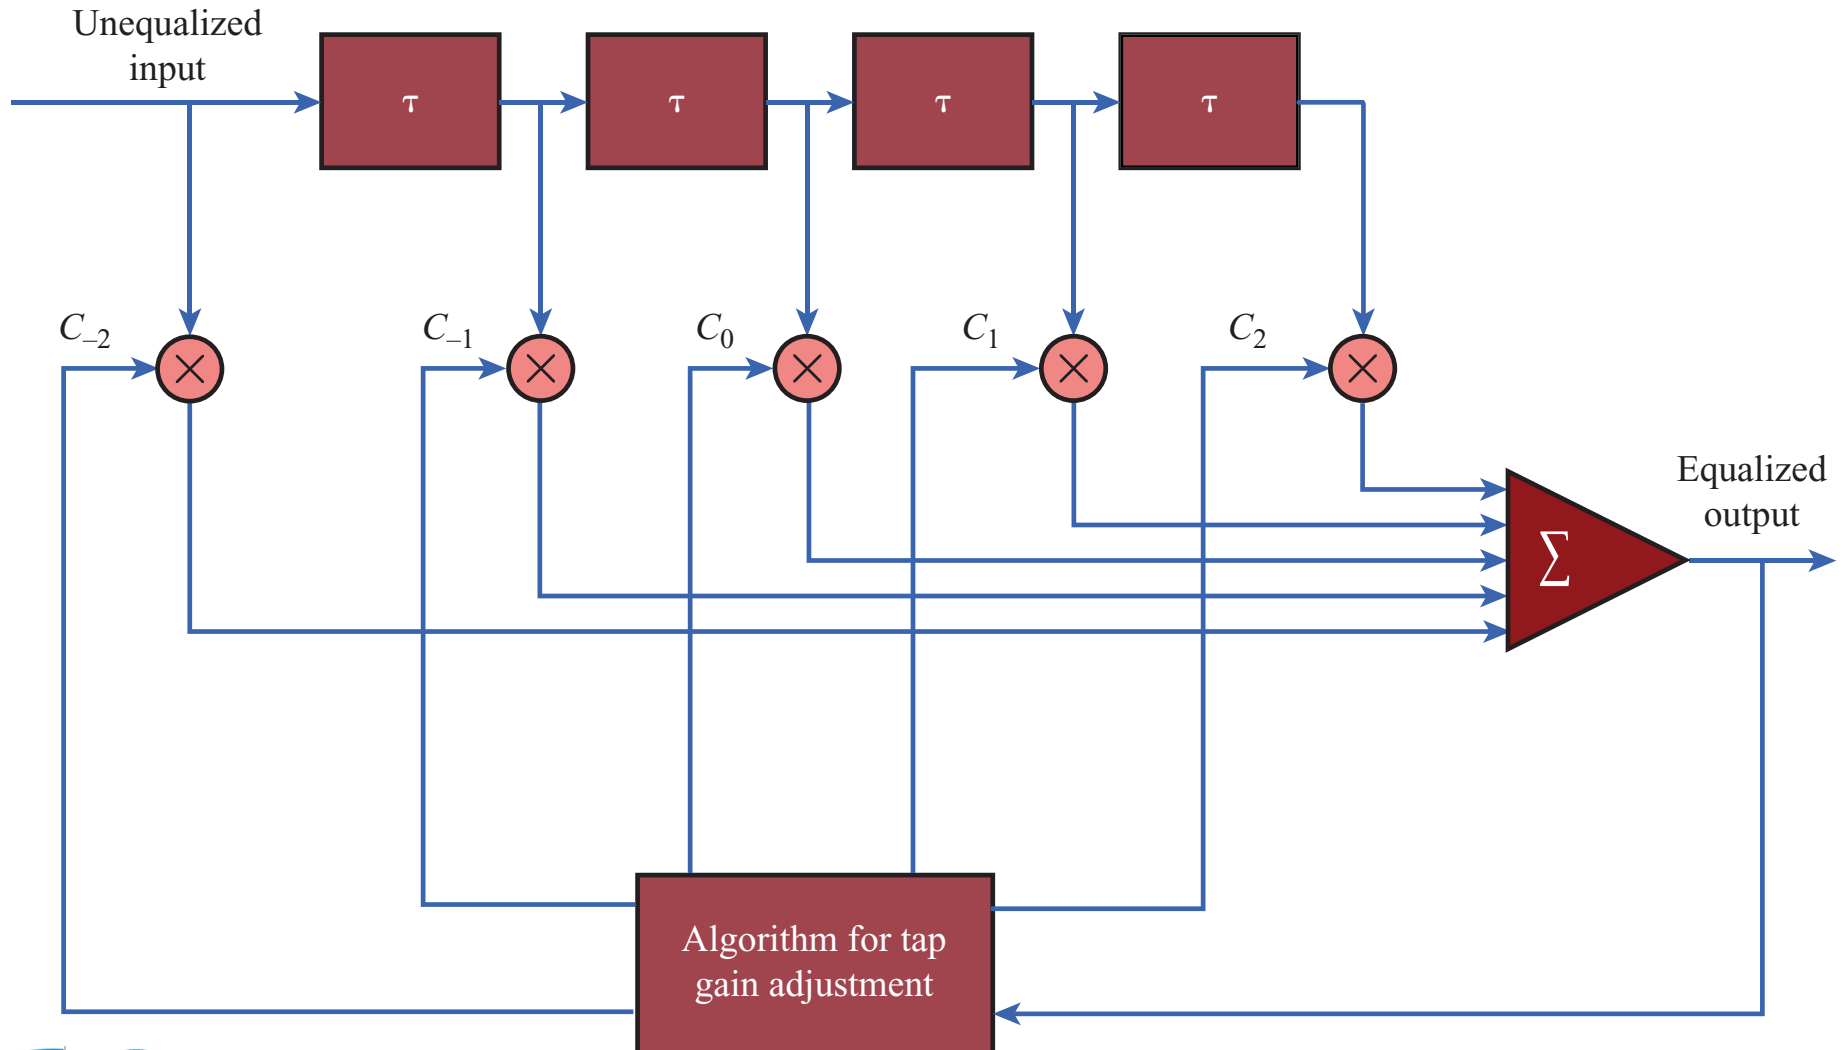 Unequalized
input
τ
τ
τ
τ
C–2
C–1
C0
C1
C2
∑
Equalized
output
Algorithm for tap
gain adjustment